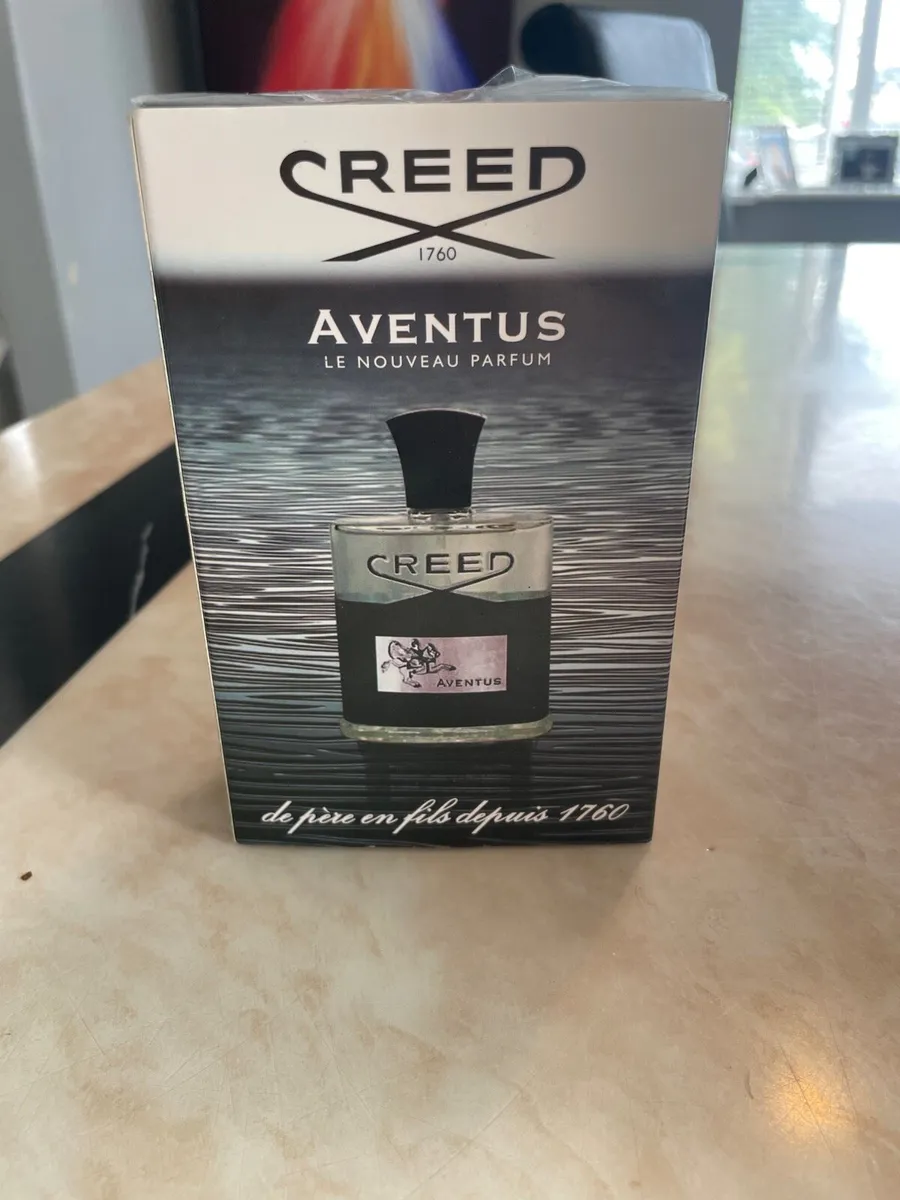 CREED
1760
AVENTUS
LE NOUVEAU PARFUM
CREED
AVENTUS
de père en fils depuis 1760